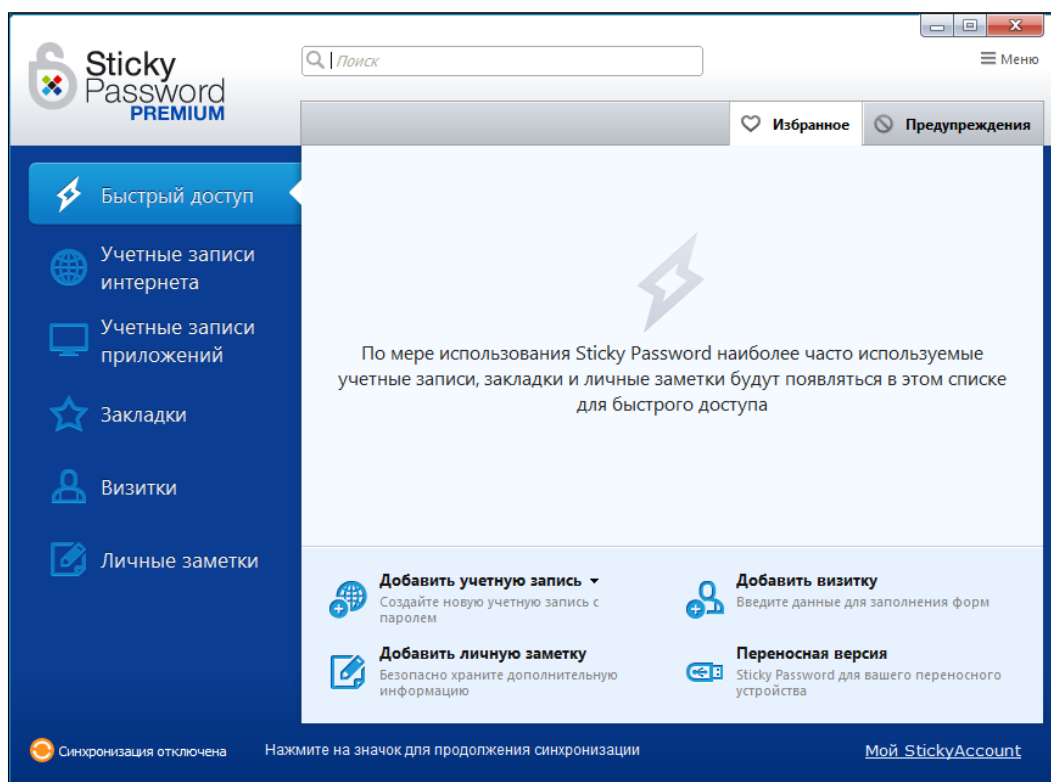 Sticky
Password
PREMIUM
Поиск
Меню
Избранное
Предупреждения
Быстрый доступ
Учетные записи
интернета
Учетные записи
приложений
Закладки
Визитки
Личные заметки
По мере использования Sticky Password наиболее часто используемые
учетные записи, закладки и личные заметки будут появляться в этом списке
для быстрого доступа
Добавить учетную запись
Создайте новую учетную запись с
паролем
Добавить визитку
Введите данные для заполнения форм
Добавить личную заметку
Безопасно храните дополнительную
информацию
Переносная версия
Sticky Password для вашего переносного
устройства
Синхронизация отключена
Нажмите на значок для продолжения синхронизации
Мой StickyAccount